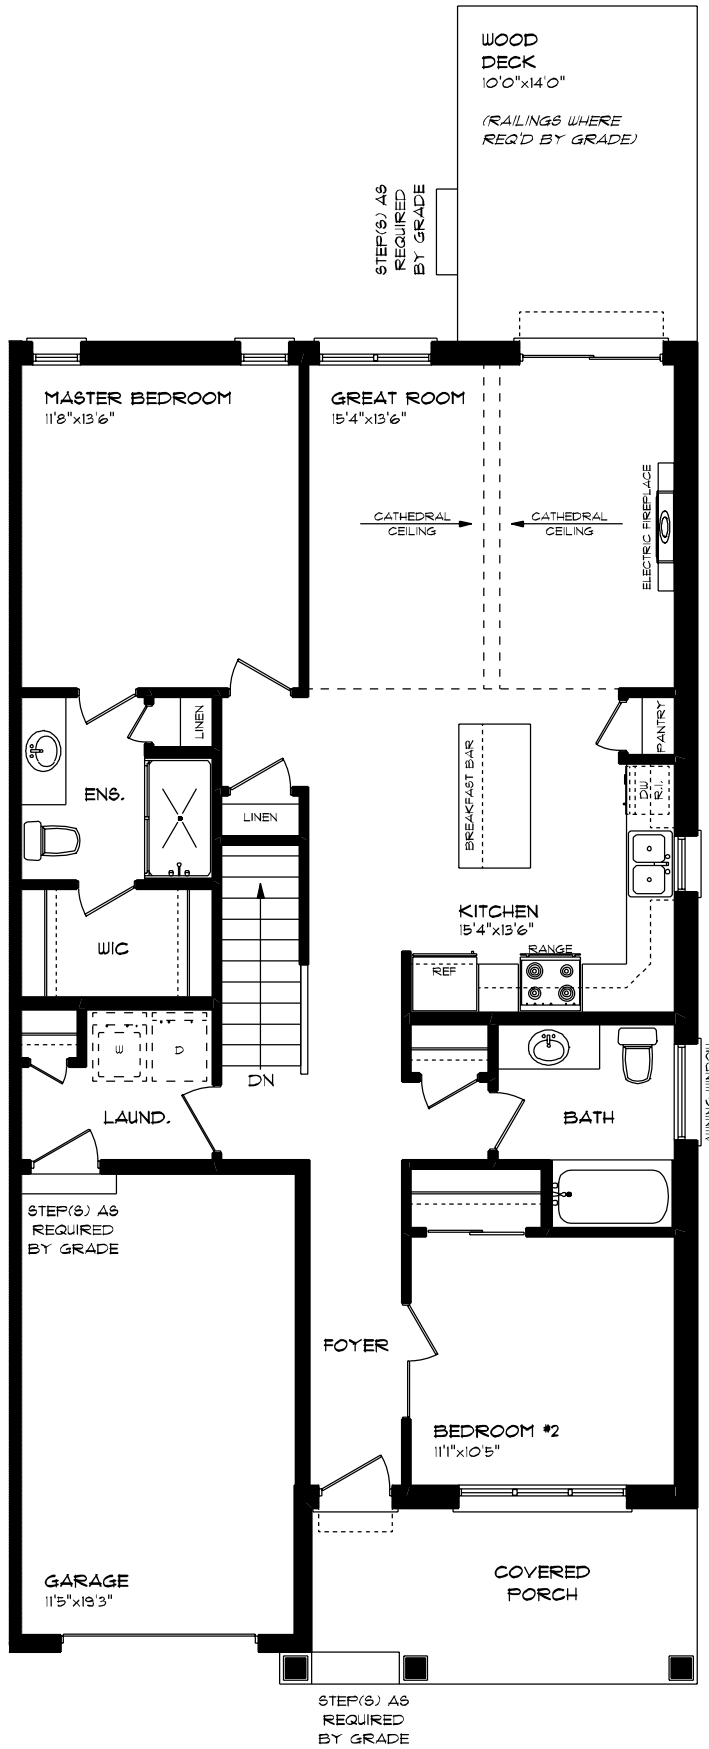 WOOD
DECK
10'0"x14'0"
(RAILINGS WHERE
REQ'D BY GRADE)
STEP(S) AS
REQUIRED
BY GRADE
MASTER BEDROOM
11'8"x13'6"
GREAT ROOM
15'4"x13'6"
CATHEDRAL
CEILING
CATHEDRAL
CEILING
ELECTRIC FIREPLACE
LINEN
PANTRY
ENS.
LINEN
BREAKFAST BAR
DW
R.I.
KITCHEN
15'4"x13'6"
WIC
REF
RANGE
W
D
DN
LAUND.
BATH
AWNING WINDOW
STEP(S) AS
REQUIRED
BY GRADE
FOYER
BEDROOM #2
11'1"x10'5"
GARAGE
11'5"x19'3"
COVERED
PORCH
STEP(S) AS
REQUIRED
BY GRADE